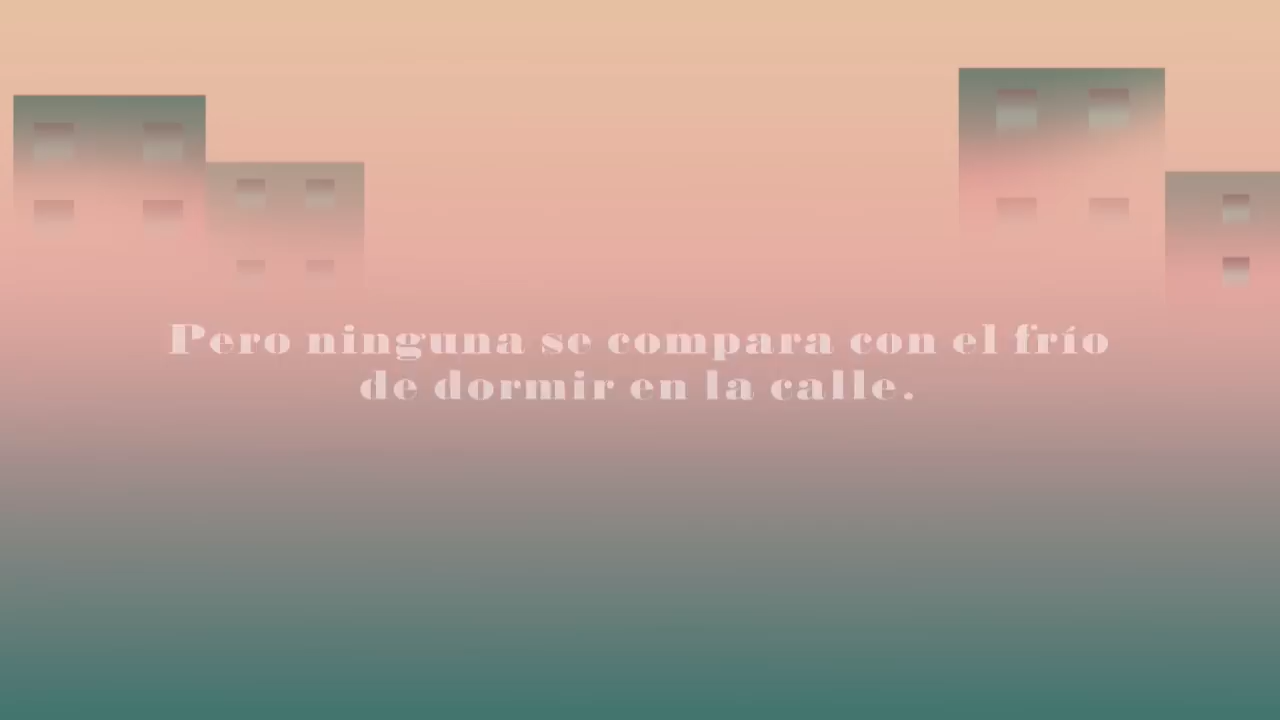 Pero ninguna se compara con el frío
de dormir en la calle.